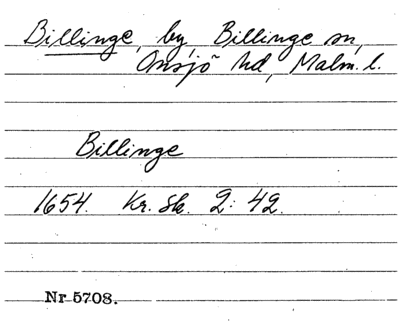 Billinge, by, Billinge sn,
Onsjö hd, Malm. l.
Billinge
1654. Kr. Sk. 2: 42.
Nr 5708.